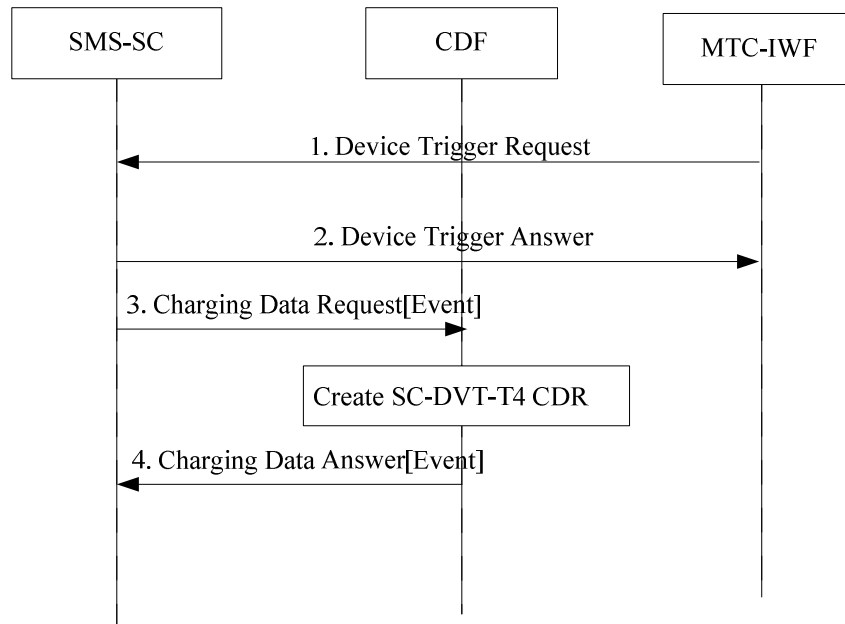 SMS-SC
CDF
MTC-IWF
1. Device Trigger Request
2. Device Trigger Answer
3. Charging Data Request[Event]
Create SC-DVT-T4 CDR
4. Charging Data Answer[Event]